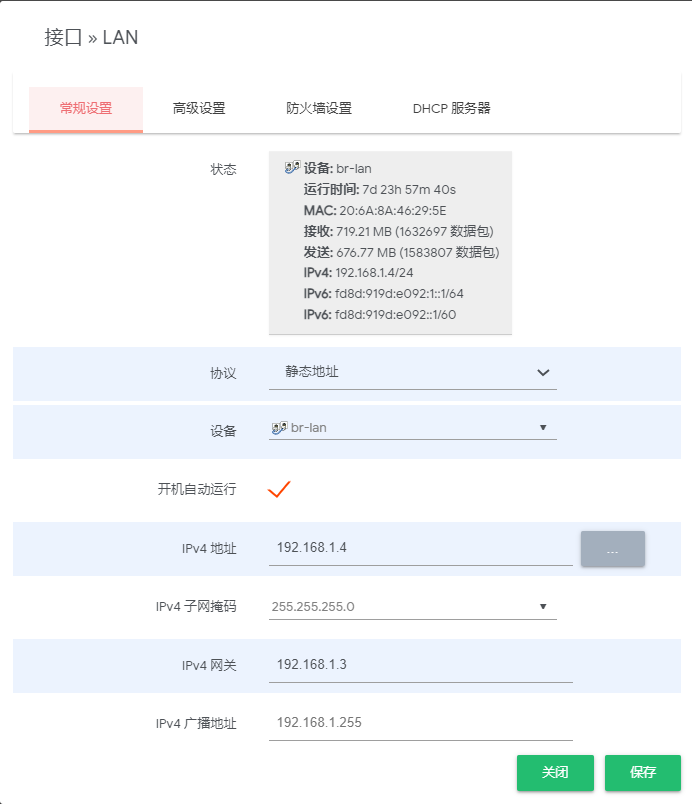 接口 » LAN
常规设置 高级设置 防火墙设置 DHCP 服务器
状态
设备: br-lan
运行时间: 7d 23h 57m 40s
MAC: 20:6A:8A:46:29:5E
接收: 719.21 MB (1632697 数据包)
发送: 676.77 MB (1583807 数据包)
IPv4: 192.168.1.4/24
IPv6: fd8d:919d:e092:1::1/64
IPv6: fd8d:919d:e092::1/60
协议 静态地址
设备 br-lan
开机自动运行
IPv4 地址 192.168.1.4 ...
IPv4 子网掩码 255.255.255.0
IPv4 网关 192.168.1.3
IPv4 广播地址 192.168.1.255
关闭 保存